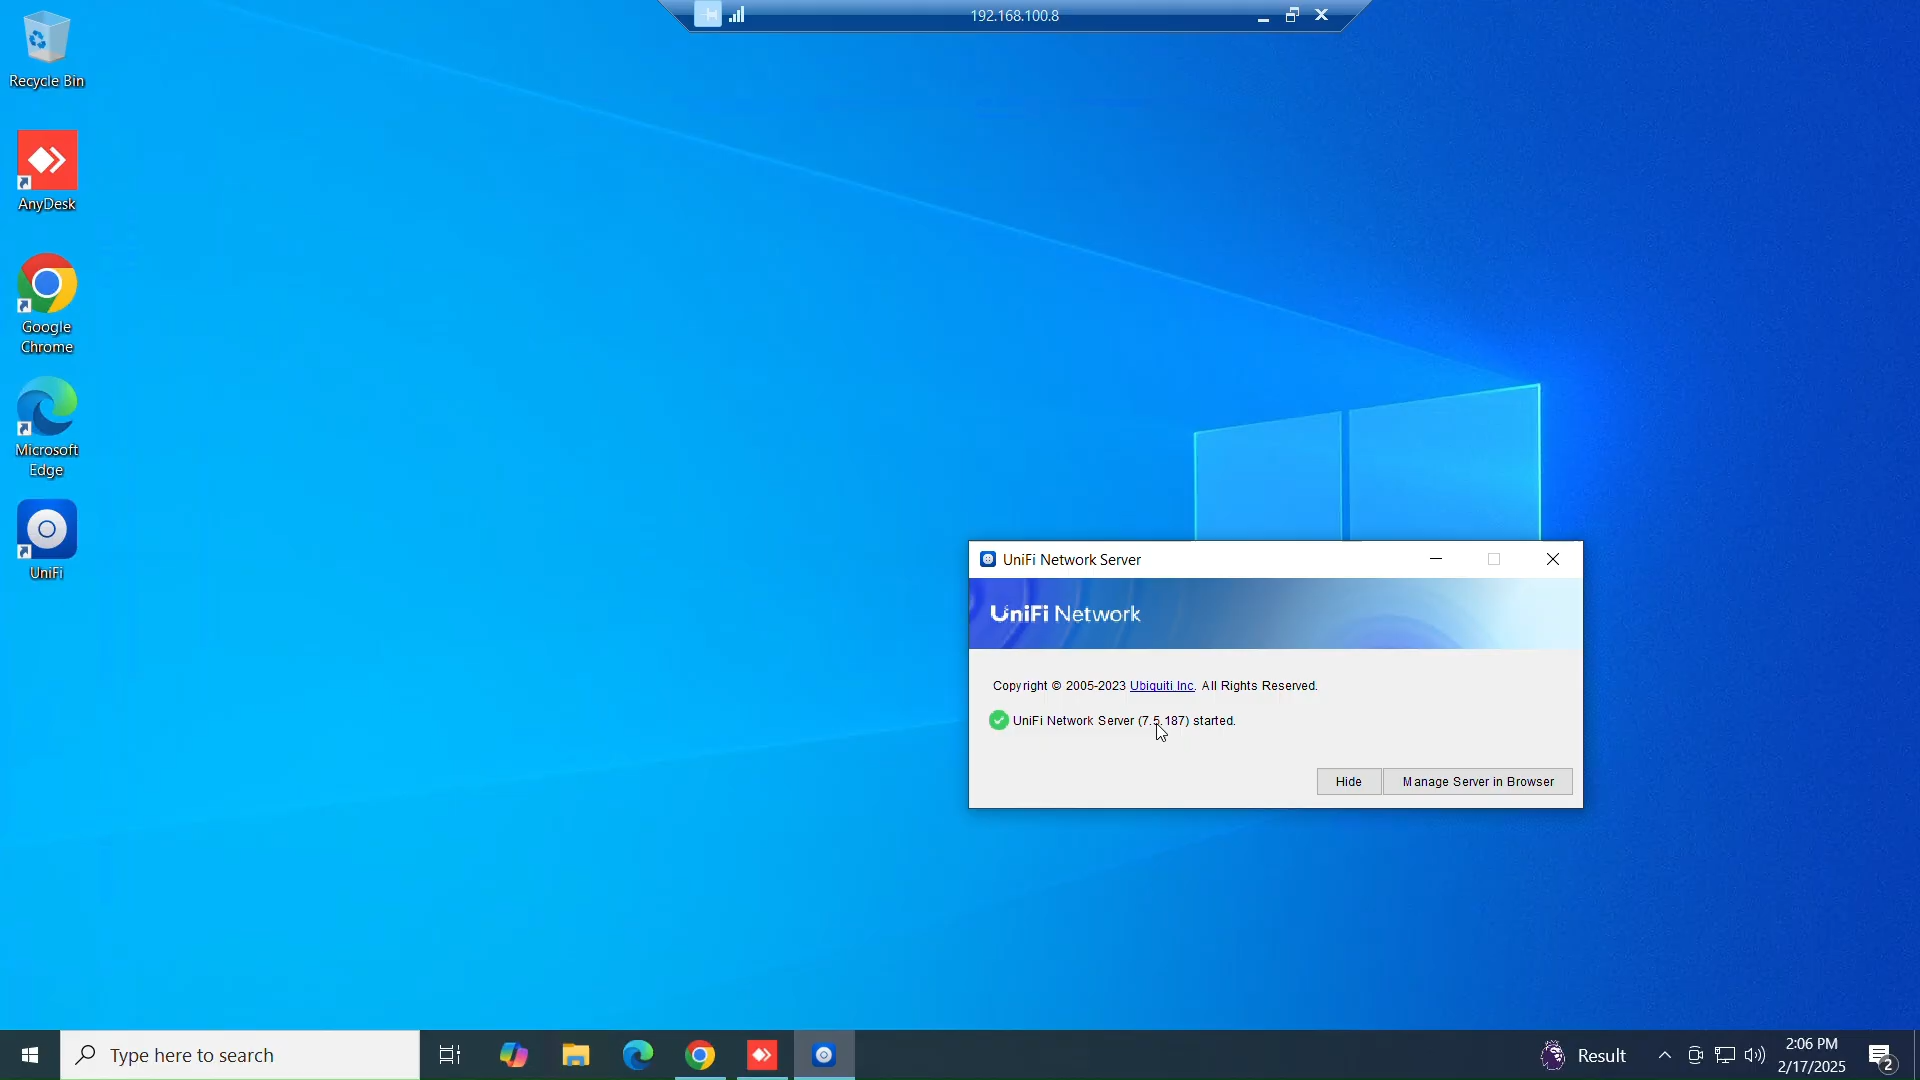 192.168.100.8
Recycle Bin
AnyDesk
Google
Chrome
Microsoft
Edge
UniFi
UniFi Network Server
UniFi Network
Copyright © 2005-2023 Ubiquiti Inc. All Rights Reserved.
UniFi Network Server (7.5.187) started.
Hide
Manage Server in Browser
Type here to search
Result
2:06 PM
2/17/2025
2